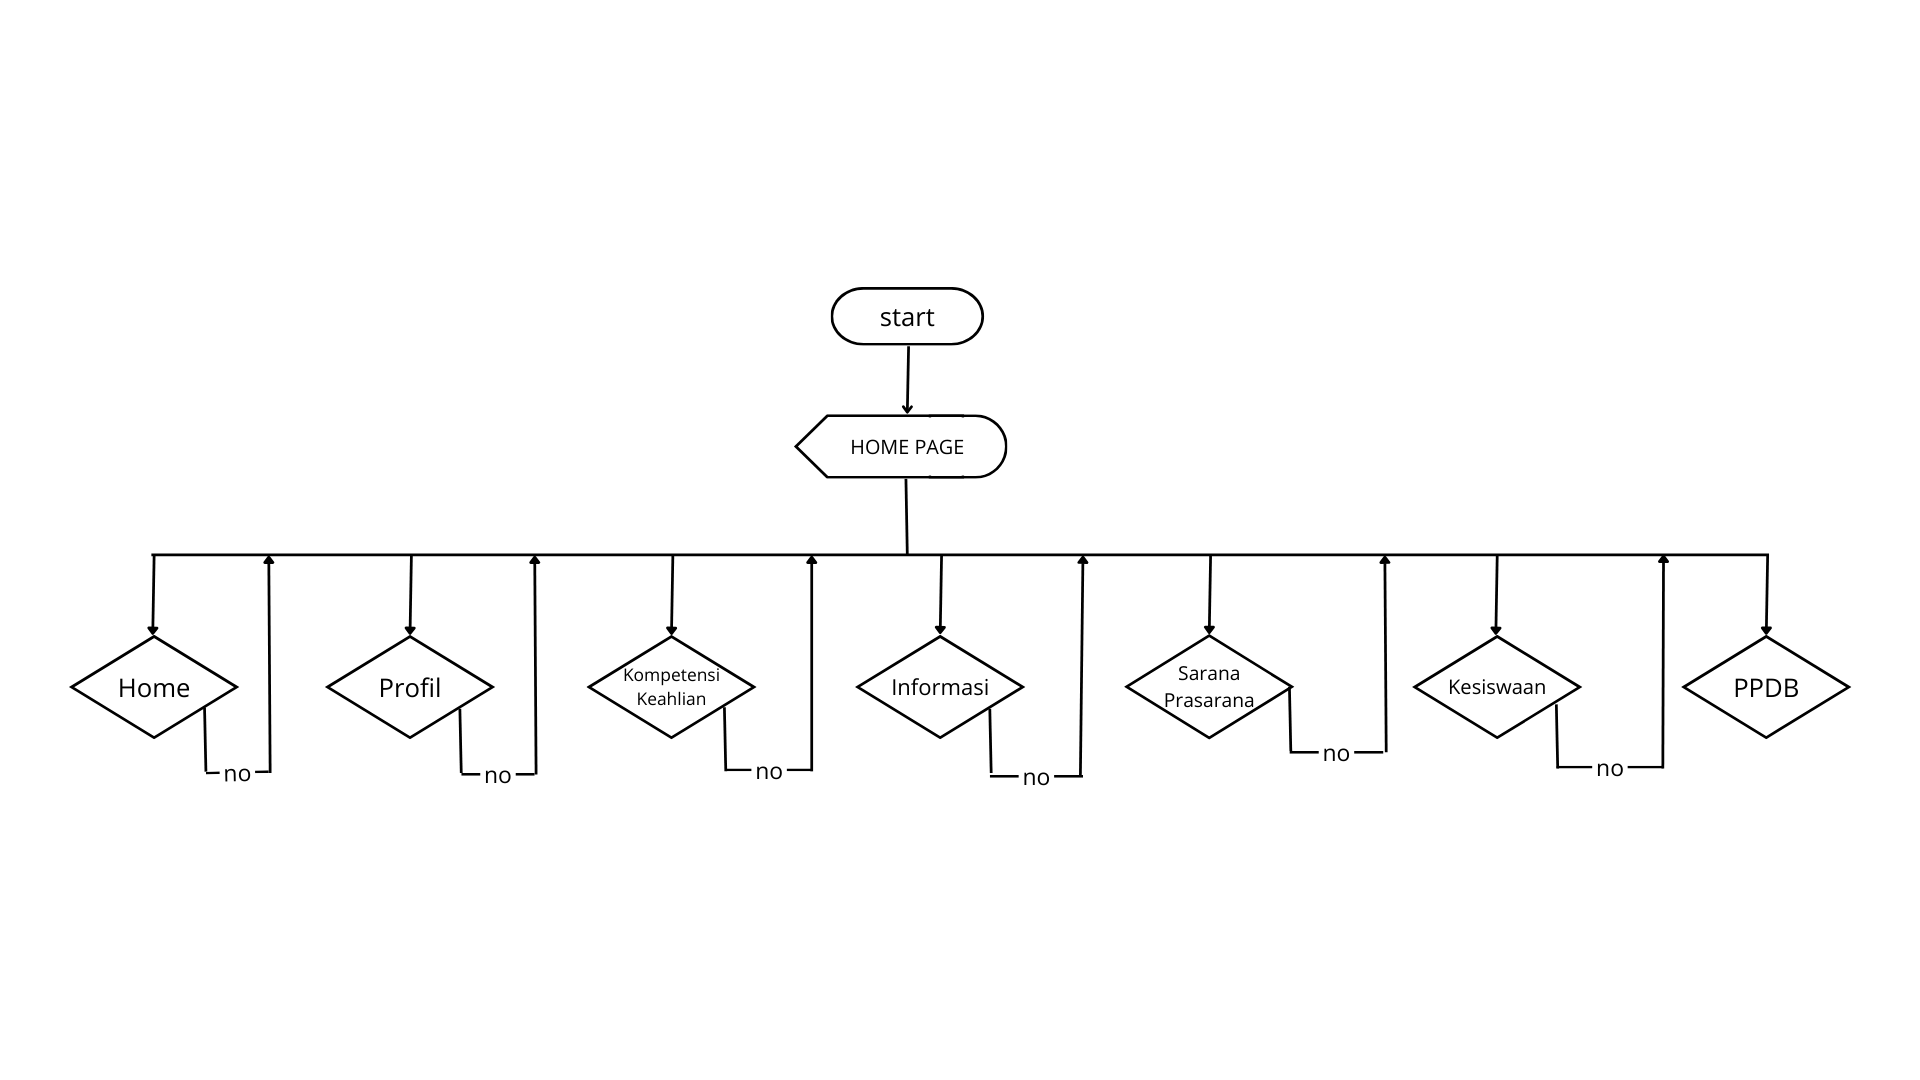 start
HOME PAGE
Home
Profil
Kompetensi
Keahlian
Informasi
Sarana
Prasarana
Kesiswaan
PPDB
no
no
no
no
no
no